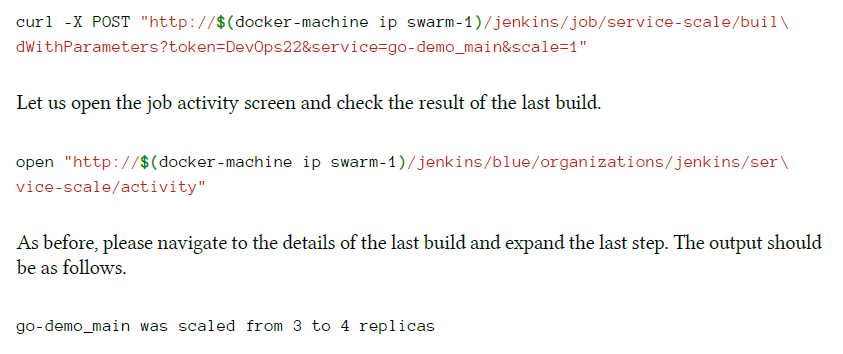 curl -X POST "http://$(docker-machine ip swarm-1)/jenkins/job/service-scale/buil\
dWithParameters?token=DevOps22&service=go-demo_main&scale=1"
Let us open the job activity screen and check the result of the last build.
open "http://$(docker-machine ip swarm-1)/jenkins/blue/organizations/jenkins/ser\
vice-scale/activity"
As before, please navigate to the details of the last build and expand the last step. The output should
be as follows.
go-demo_main was scaled from 3 to 4 replicas